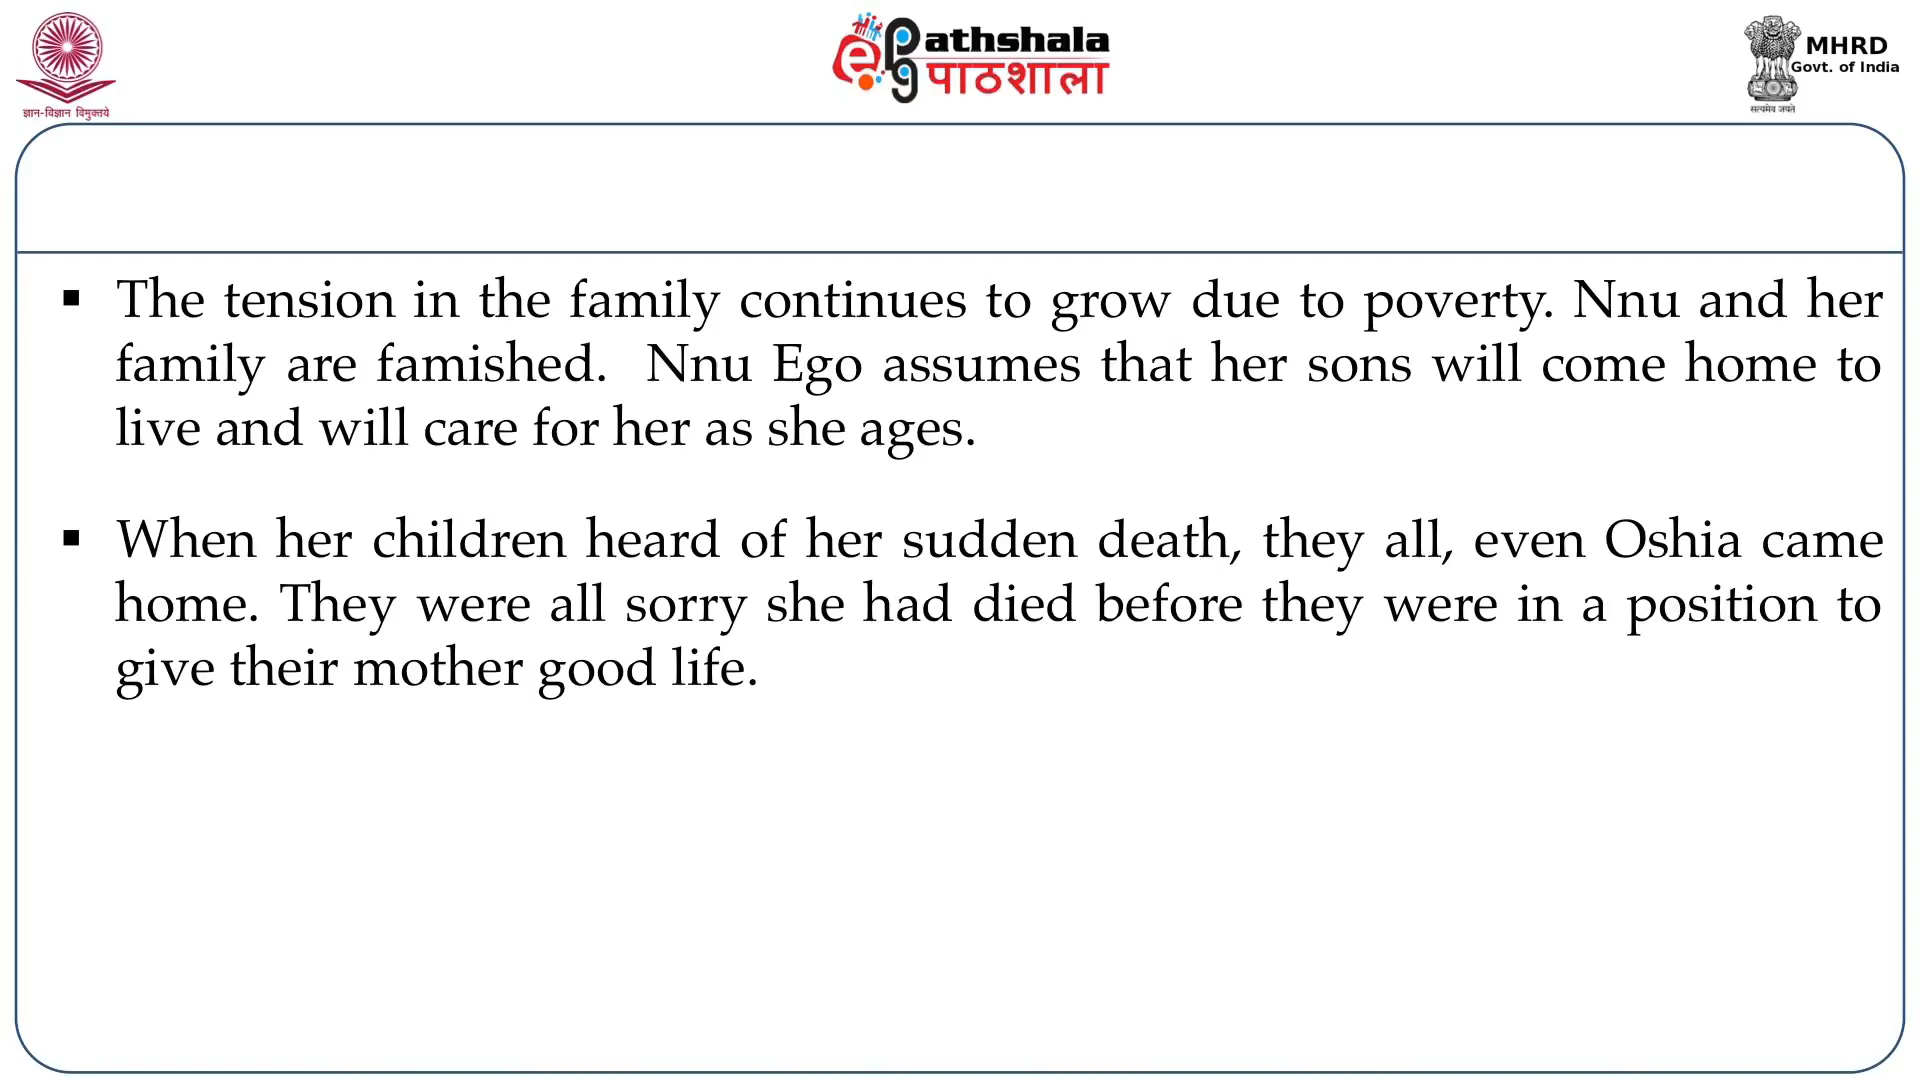 ज्ञान-विज्ञान विमुक्तये
e
pg
athshala
पाठशाला
MHRD
Govt. of India
सत्यमेव जयते
▪ The tension in the family continues to grow due to poverty. Nnu and her
family are famished.  Nnu Ego assumes that her sons will come home to
live and will care for her as she ages.
▪ When her children heard of her sudden death, they all, even Oshia came
home. They were all sorry she had died before they were in a position to
give their mother good life.